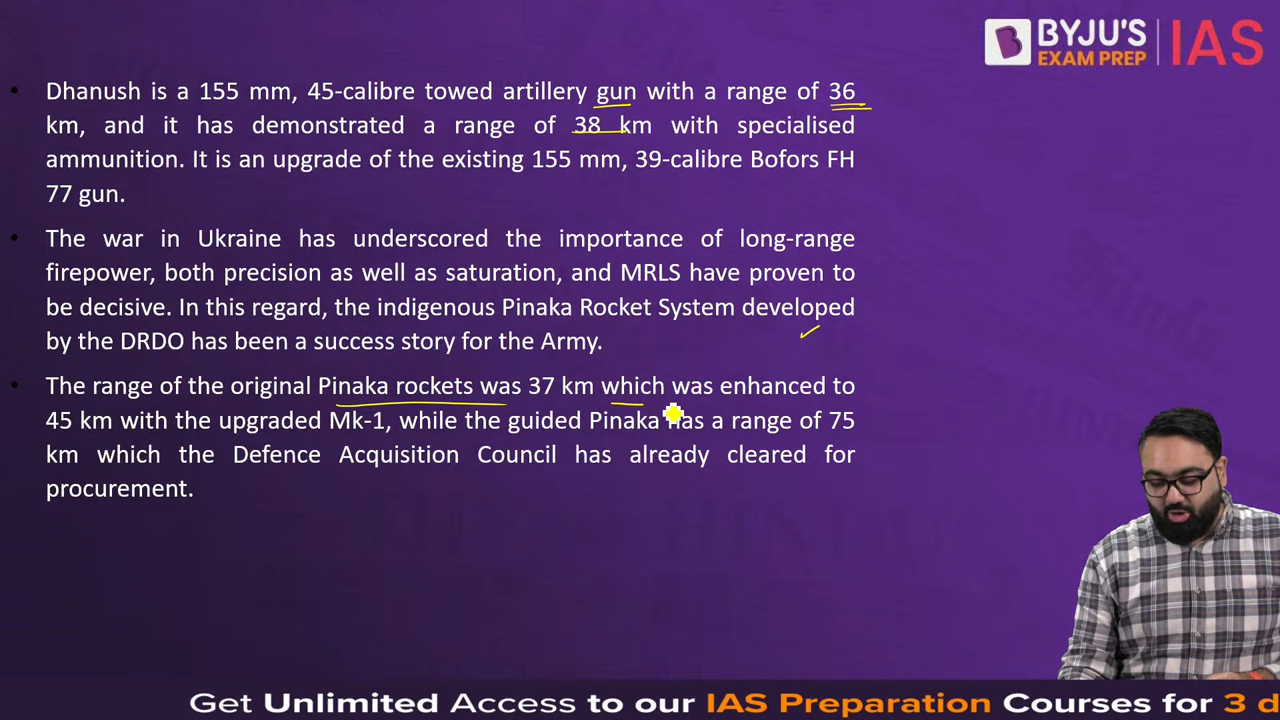 BYJU'S
EXAM PREP
IAS
• Dhanush is a 155 mm, 45-calibre towed artillery gun with a range of 36
km, and it has demonstrated a range of 38 km with specialised
ammunition. It is an upgrade of the existing 155 mm, 39-calibre Bofors FH
77 gun.
• The war in Ukraine has underscored the importance of long-range
firepower, both precision as well as saturation, and MRLS have proven to
be decisive. In this regard, the indigenous Pinaka Rocket System developed
by the DRDO has been a success story for the Army.
• The range of the original Pinaka rockets was 37 km which was enhanced to
45 km with the upgraded Mk-1, while the guided Pinaka has a range of 75
km which the Defence Acquisition Council has already cleared for
procurement.
Get Unlimited Access to our IAS Preparation Courses for 3 d